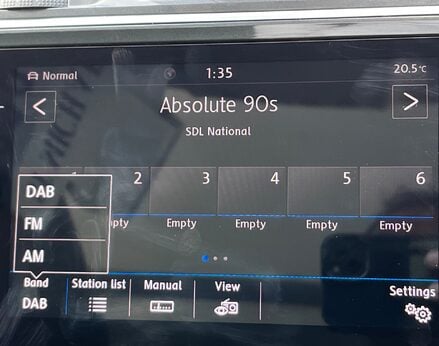 Normal
1:35
20.5°C
Absolute 90s
SDL National
2
3
4
5
6
Empty
Empty
Empty
Empty
DAB
FM
AM
Band
DAB
Station list
Manual
View
Settings